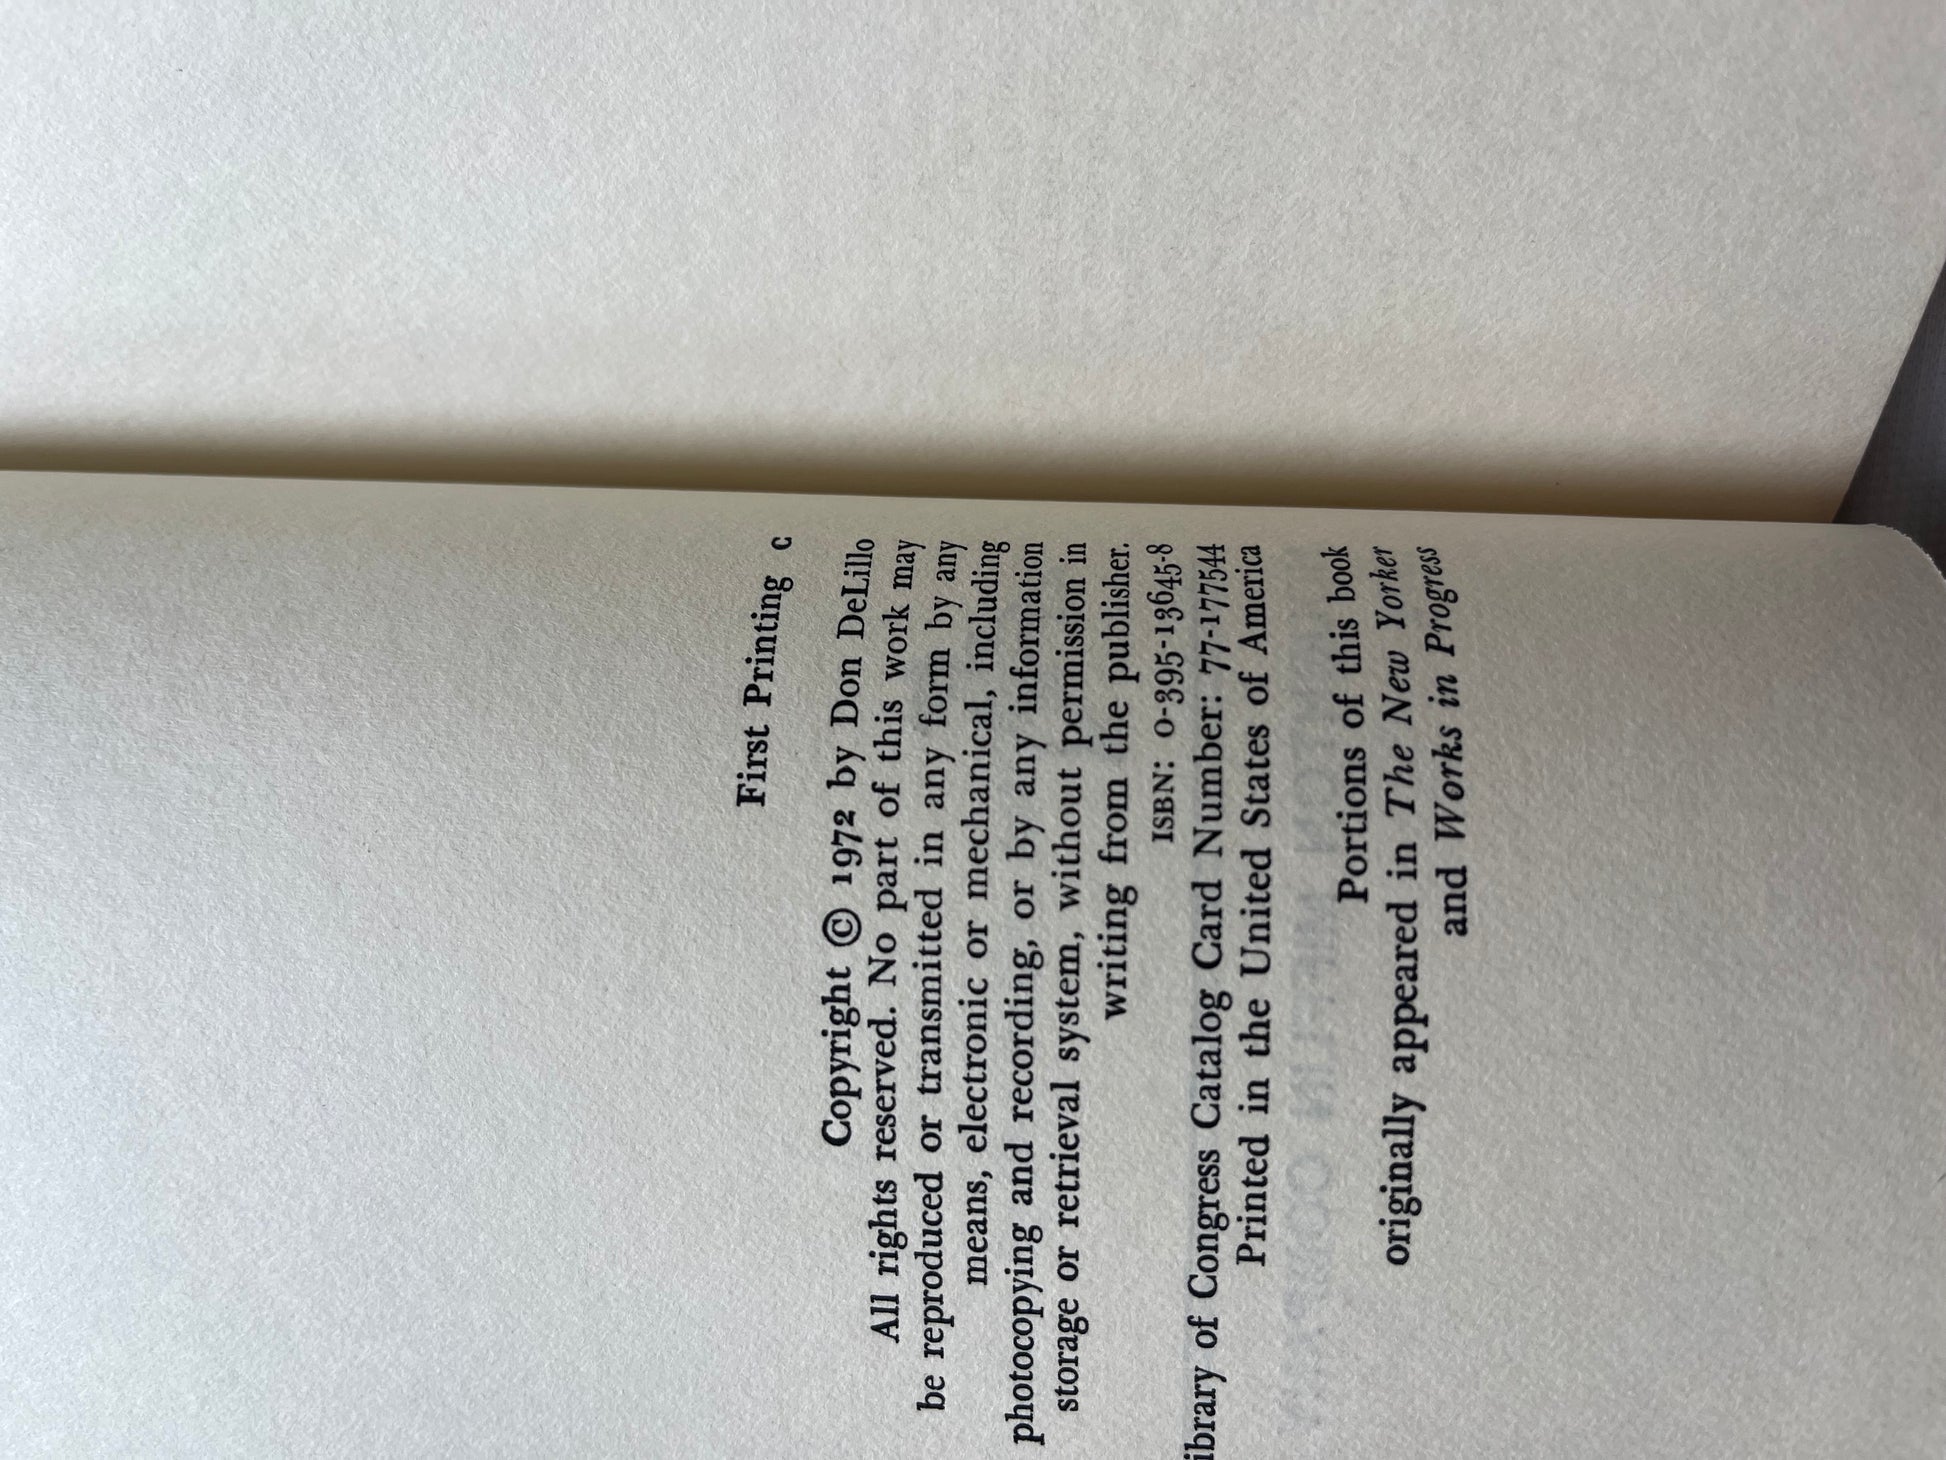 First Printing c
Copyright © 1972 by Don DeLillo
All rights reserved. No part of this work may
be reproduced or transmitted in any form by any
means, electronic or mechanical, including
photocopying and recording, or by any information
storage or retrieval system, without permission in
writing from the publisher.
ISBN: 0-395-13645-8
ibrary of Congress Catalog Card Number: 77-177544
Printed in the United States of America
Portions of this book
originally appeared in The New Yorker
and Works in Progress